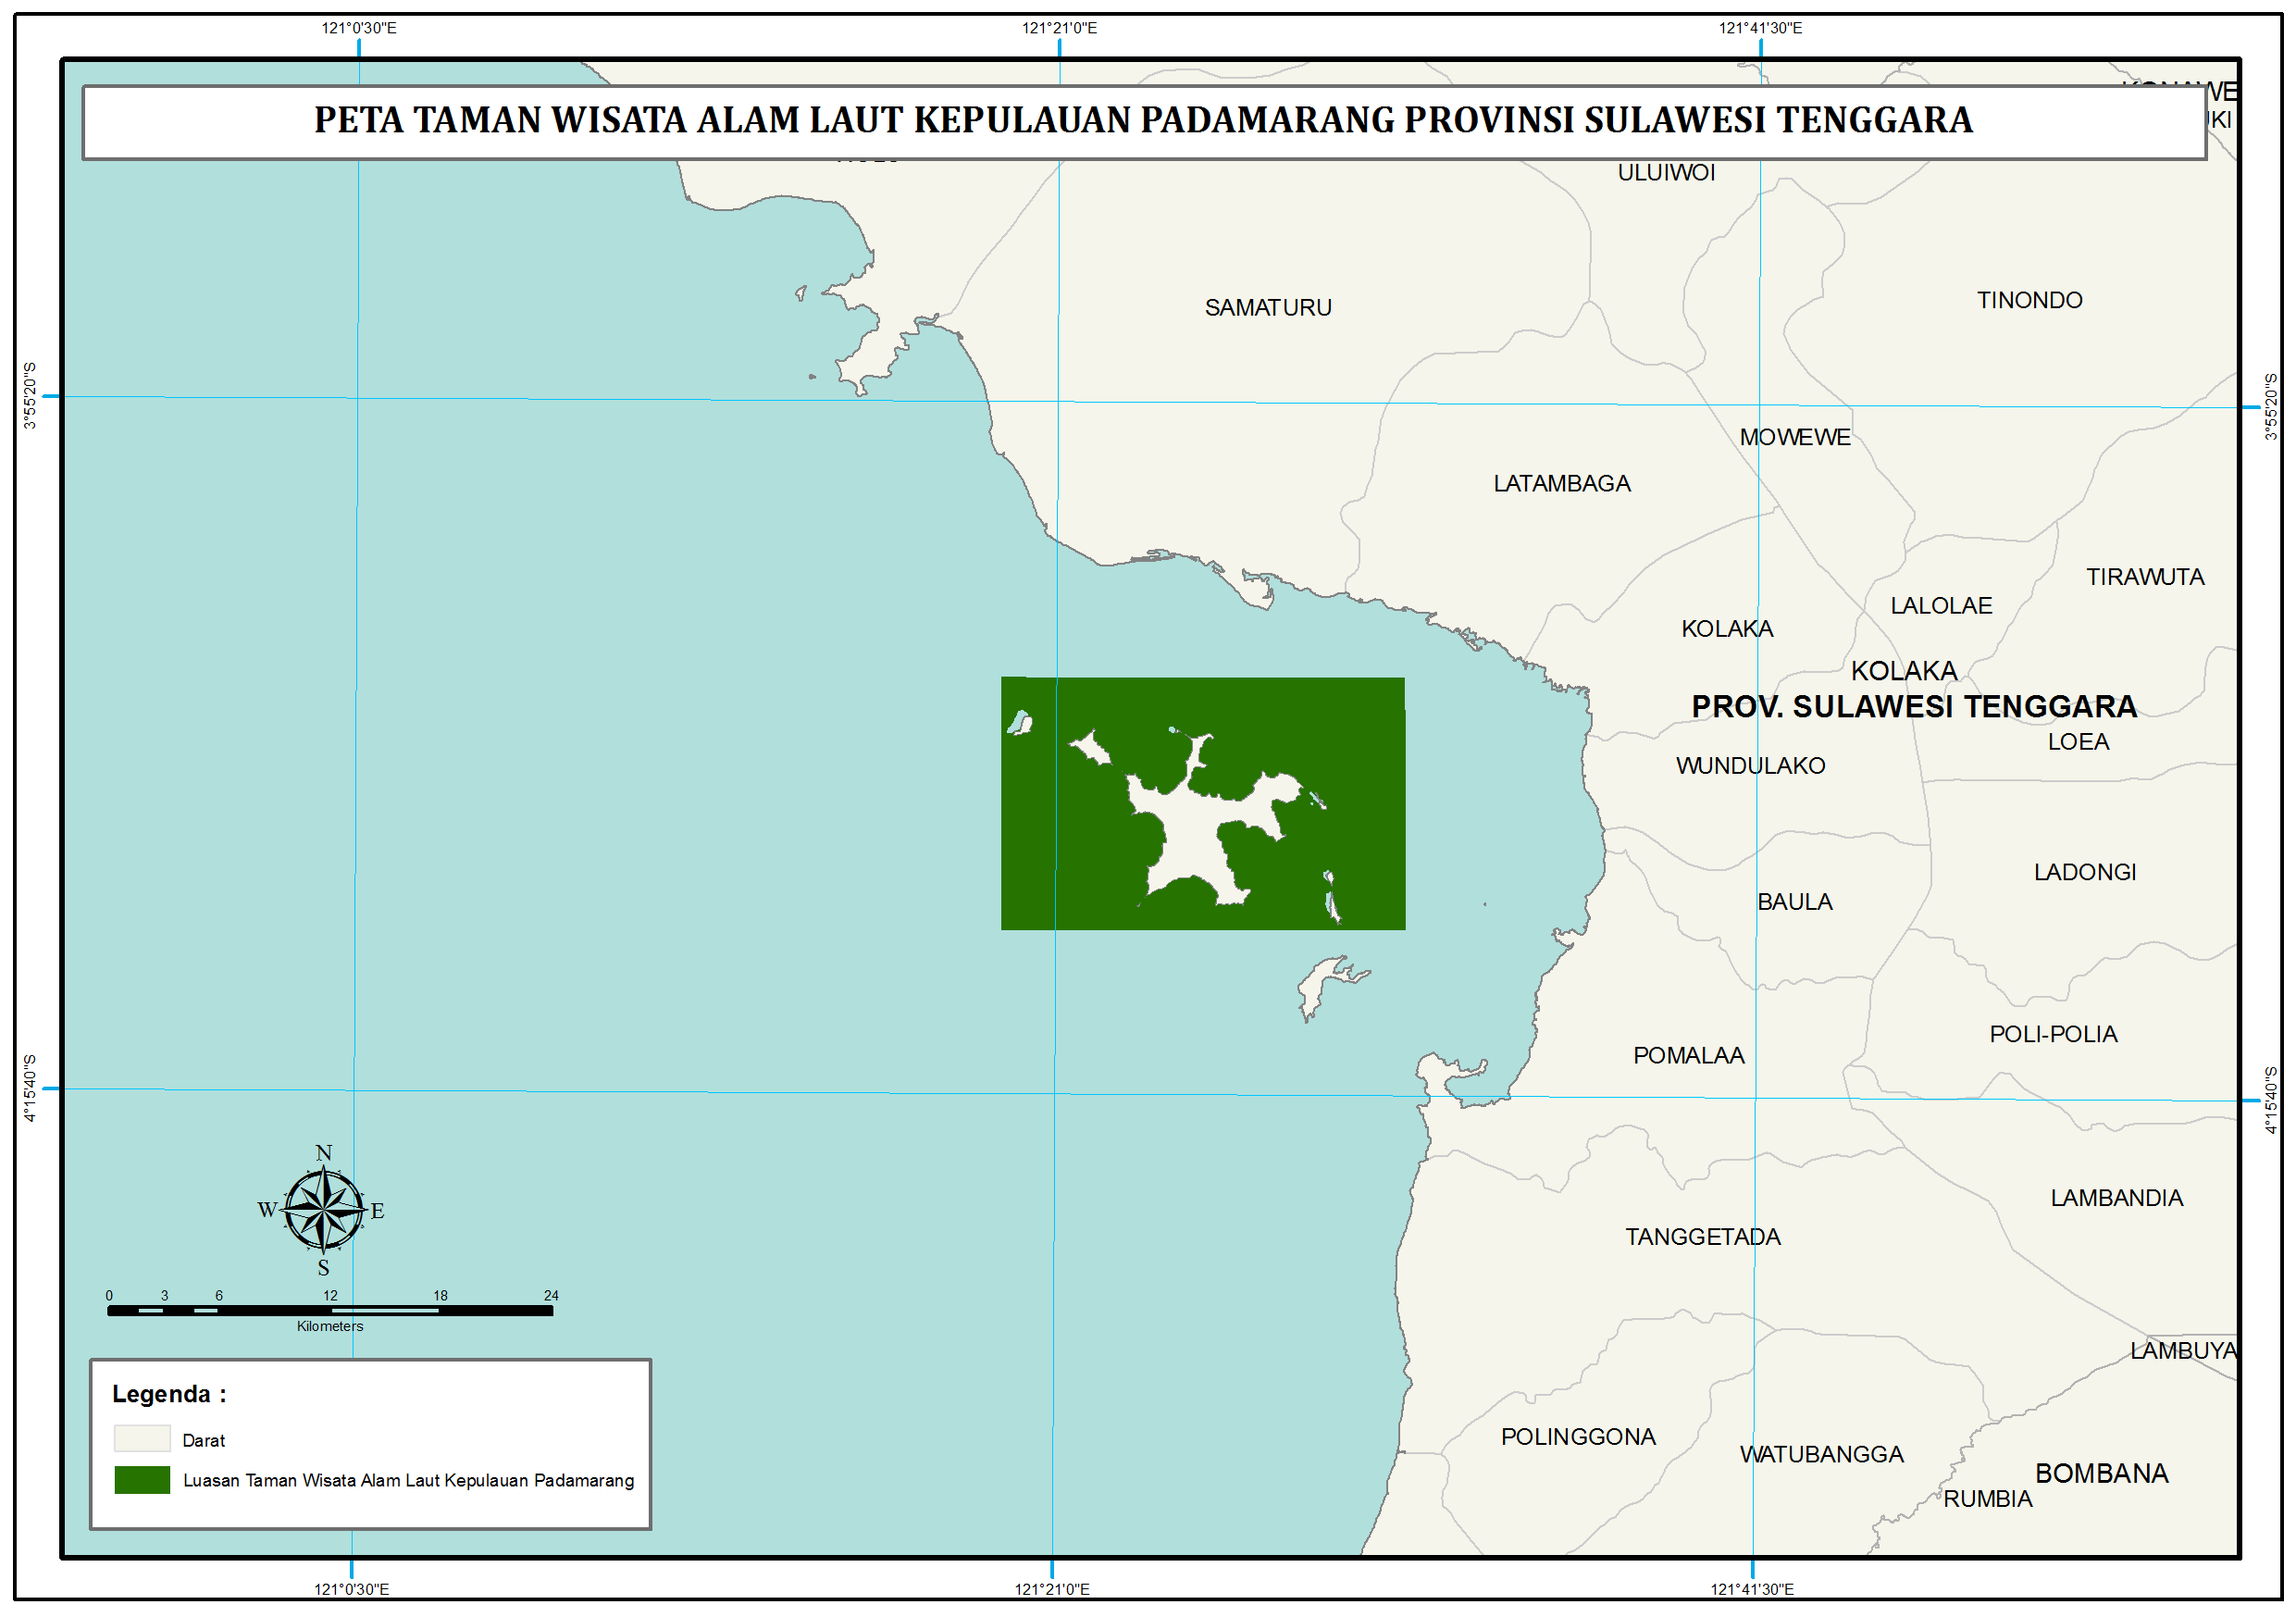 121°0'30"E 121°21'0"E 121°41'30"E
PETA TAMAN WISATA ALAM LAUT KEPULAUAN PADAMARANG PROVINSI SULAWESI TENGGARA
ULUIWOI
SAMATURU
TINONDO
3°55'20"S
3°55'20"S
MOWEWE
LATAMBAGA
TIRAWUTA
LALOLAE
KOLAKA
KOLAKA
PROV. SULAWESI TENGGARA
LOEA
WUNDULAKO
LADONGI
BAULA
POLI-POLIA
POMALAA
4°15'40"S
4°15'40"S
N
W E
S
LAMBANDIA
TANGGETADA
0 3 6 12 18 24
Kilometers
LAMBUYA
Legenda :
Darat
Luasan Taman Wisata Alam Laut Kepulauan Padamarang
POLINGGONA
WATUBANGGA
BOMBANA
RUMBIA
121°0'30"E 121°21'0"E 121°41'30"E